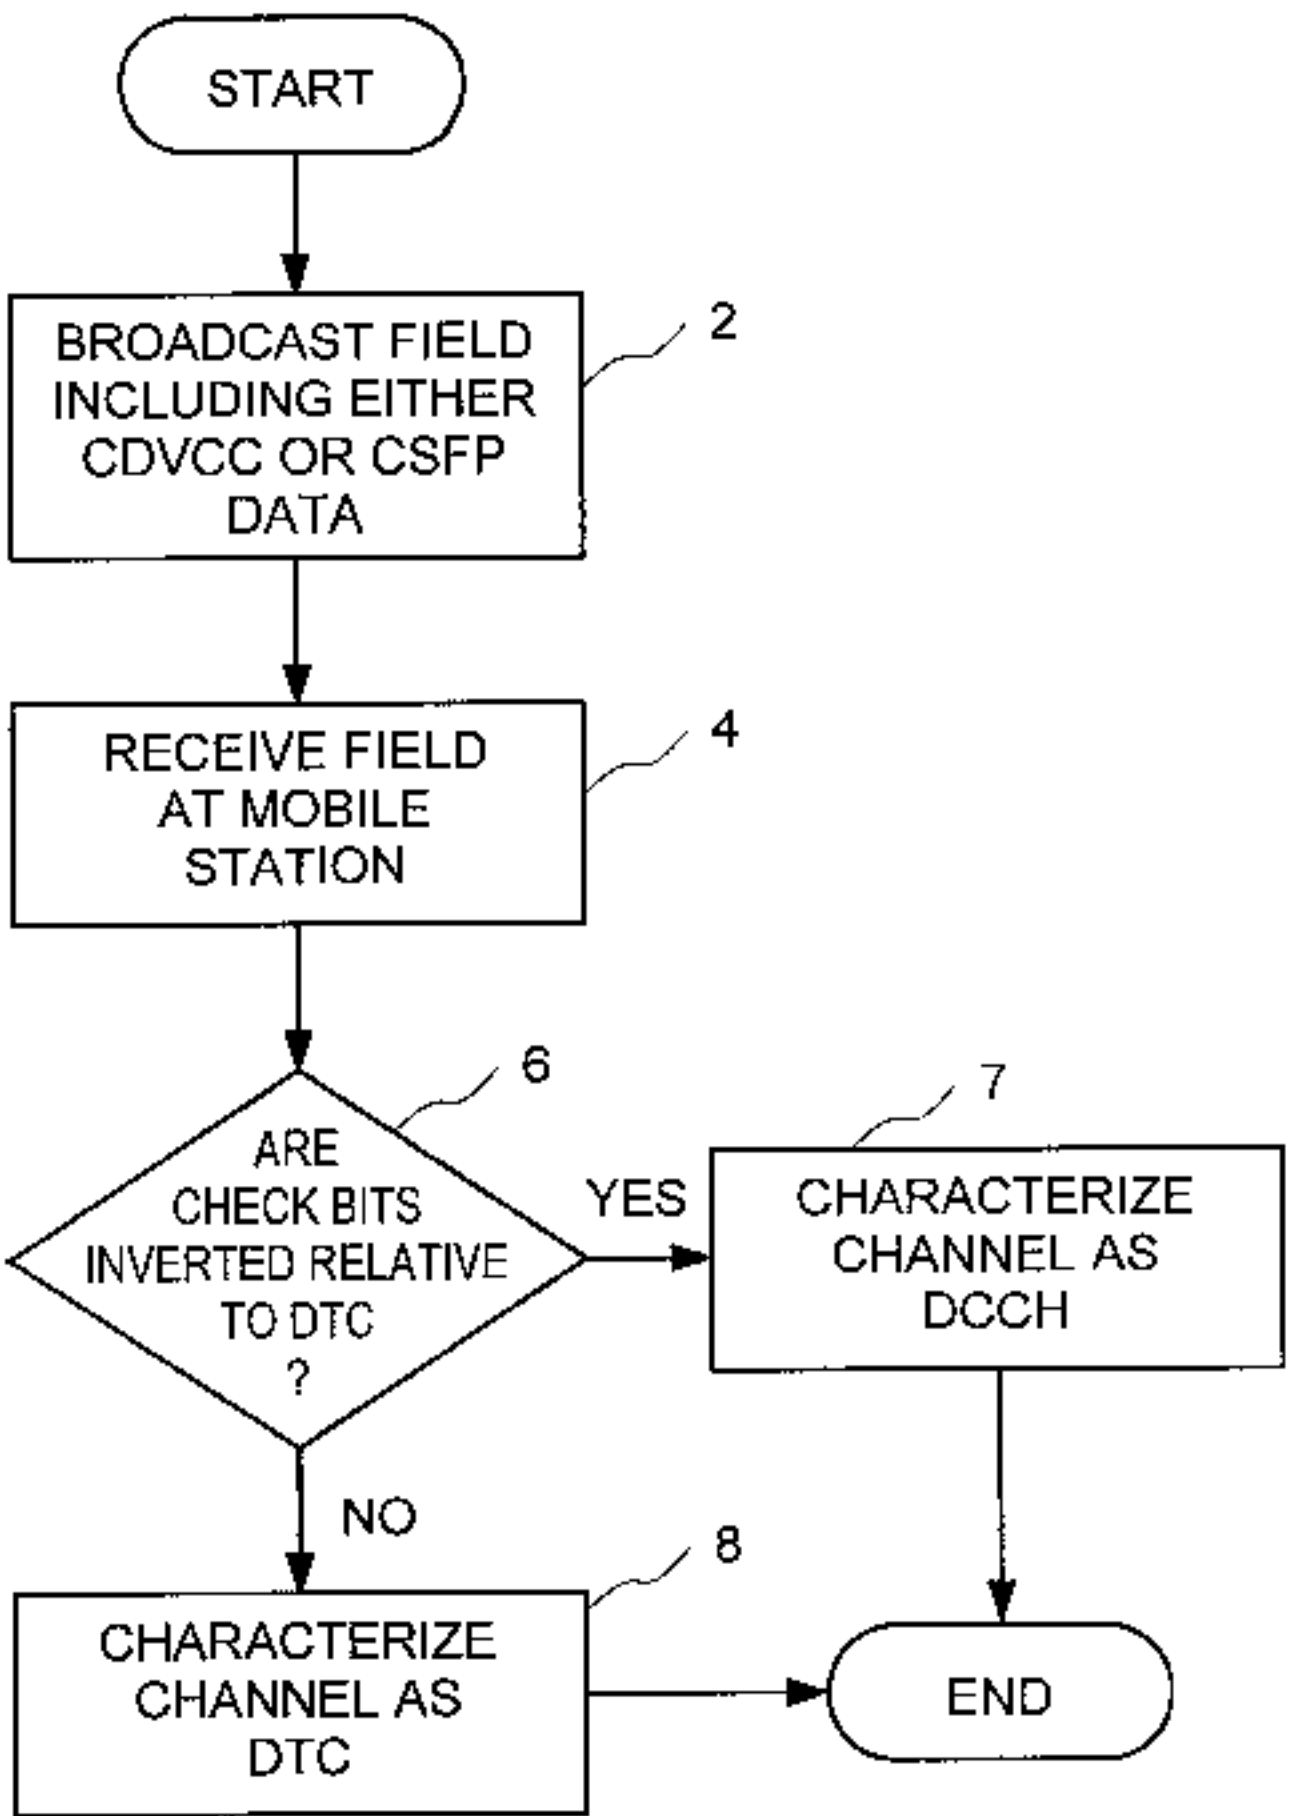 START
BROADCAST FIELD
INCLUDING EITHER
CDVCC OR CSFP
DATA
2
RECEIVE FIELD
AT MOBILE
STATION
4
ARE
CHECK BITS
INVERTED RELATIVE
TO DTC
?
6
YES
CHARACTERIZE
CHANNEL AS
DCCH
7
NO
CHARACTERIZE
CHANNEL AS
DTC
8
END